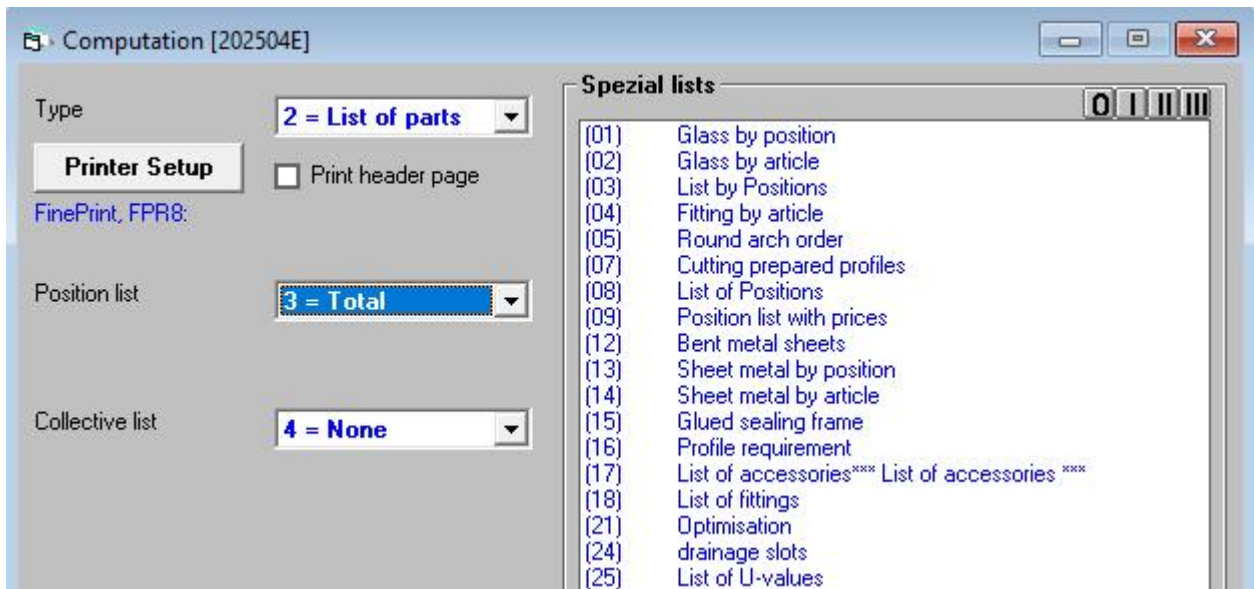 Computation [202504E]
Type
2 = List of parts
Printer Setup
Print header page
FinePrint, FPR8:
Position list
3 = Total
Collective list
4 = None
Spezial lists
0 I II III
(01) Glass by position
(02) Glass by article
(03) List by Positions
(04) Fitting by article
(05) Round arch order
(07) Cutting prepared profiles
(08) List of Positions
(09) Position list with prices
(12) Bent metal sheets
(13) Sheet metal by position
(14) Sheet metal by article
(15) Glued sealing frame
(16) Profile requirement
(17) List of accessories*** List of accessories ***
(18) List of fittings
(21) Optimisation
(24) drainage slots
(25) List of U-values